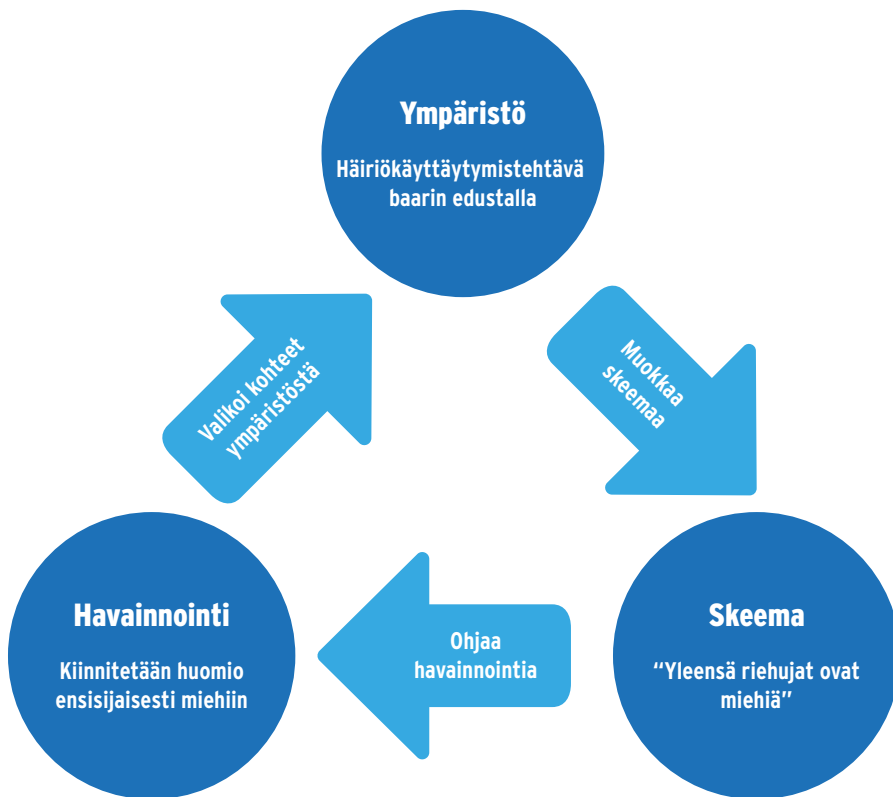 Ympäristö
Häiriökäyttäytymistehtävä
baarin edustalla
Muokkaa
skeemaa
Skeema
“Yleensä riehujat ovat
miehiä”
Ohjaa
havainnointia
Havainnointi
Kiinnitetään huomio
ensisijaisesti miehiin
Valikoi kohteet
ympäristöstä